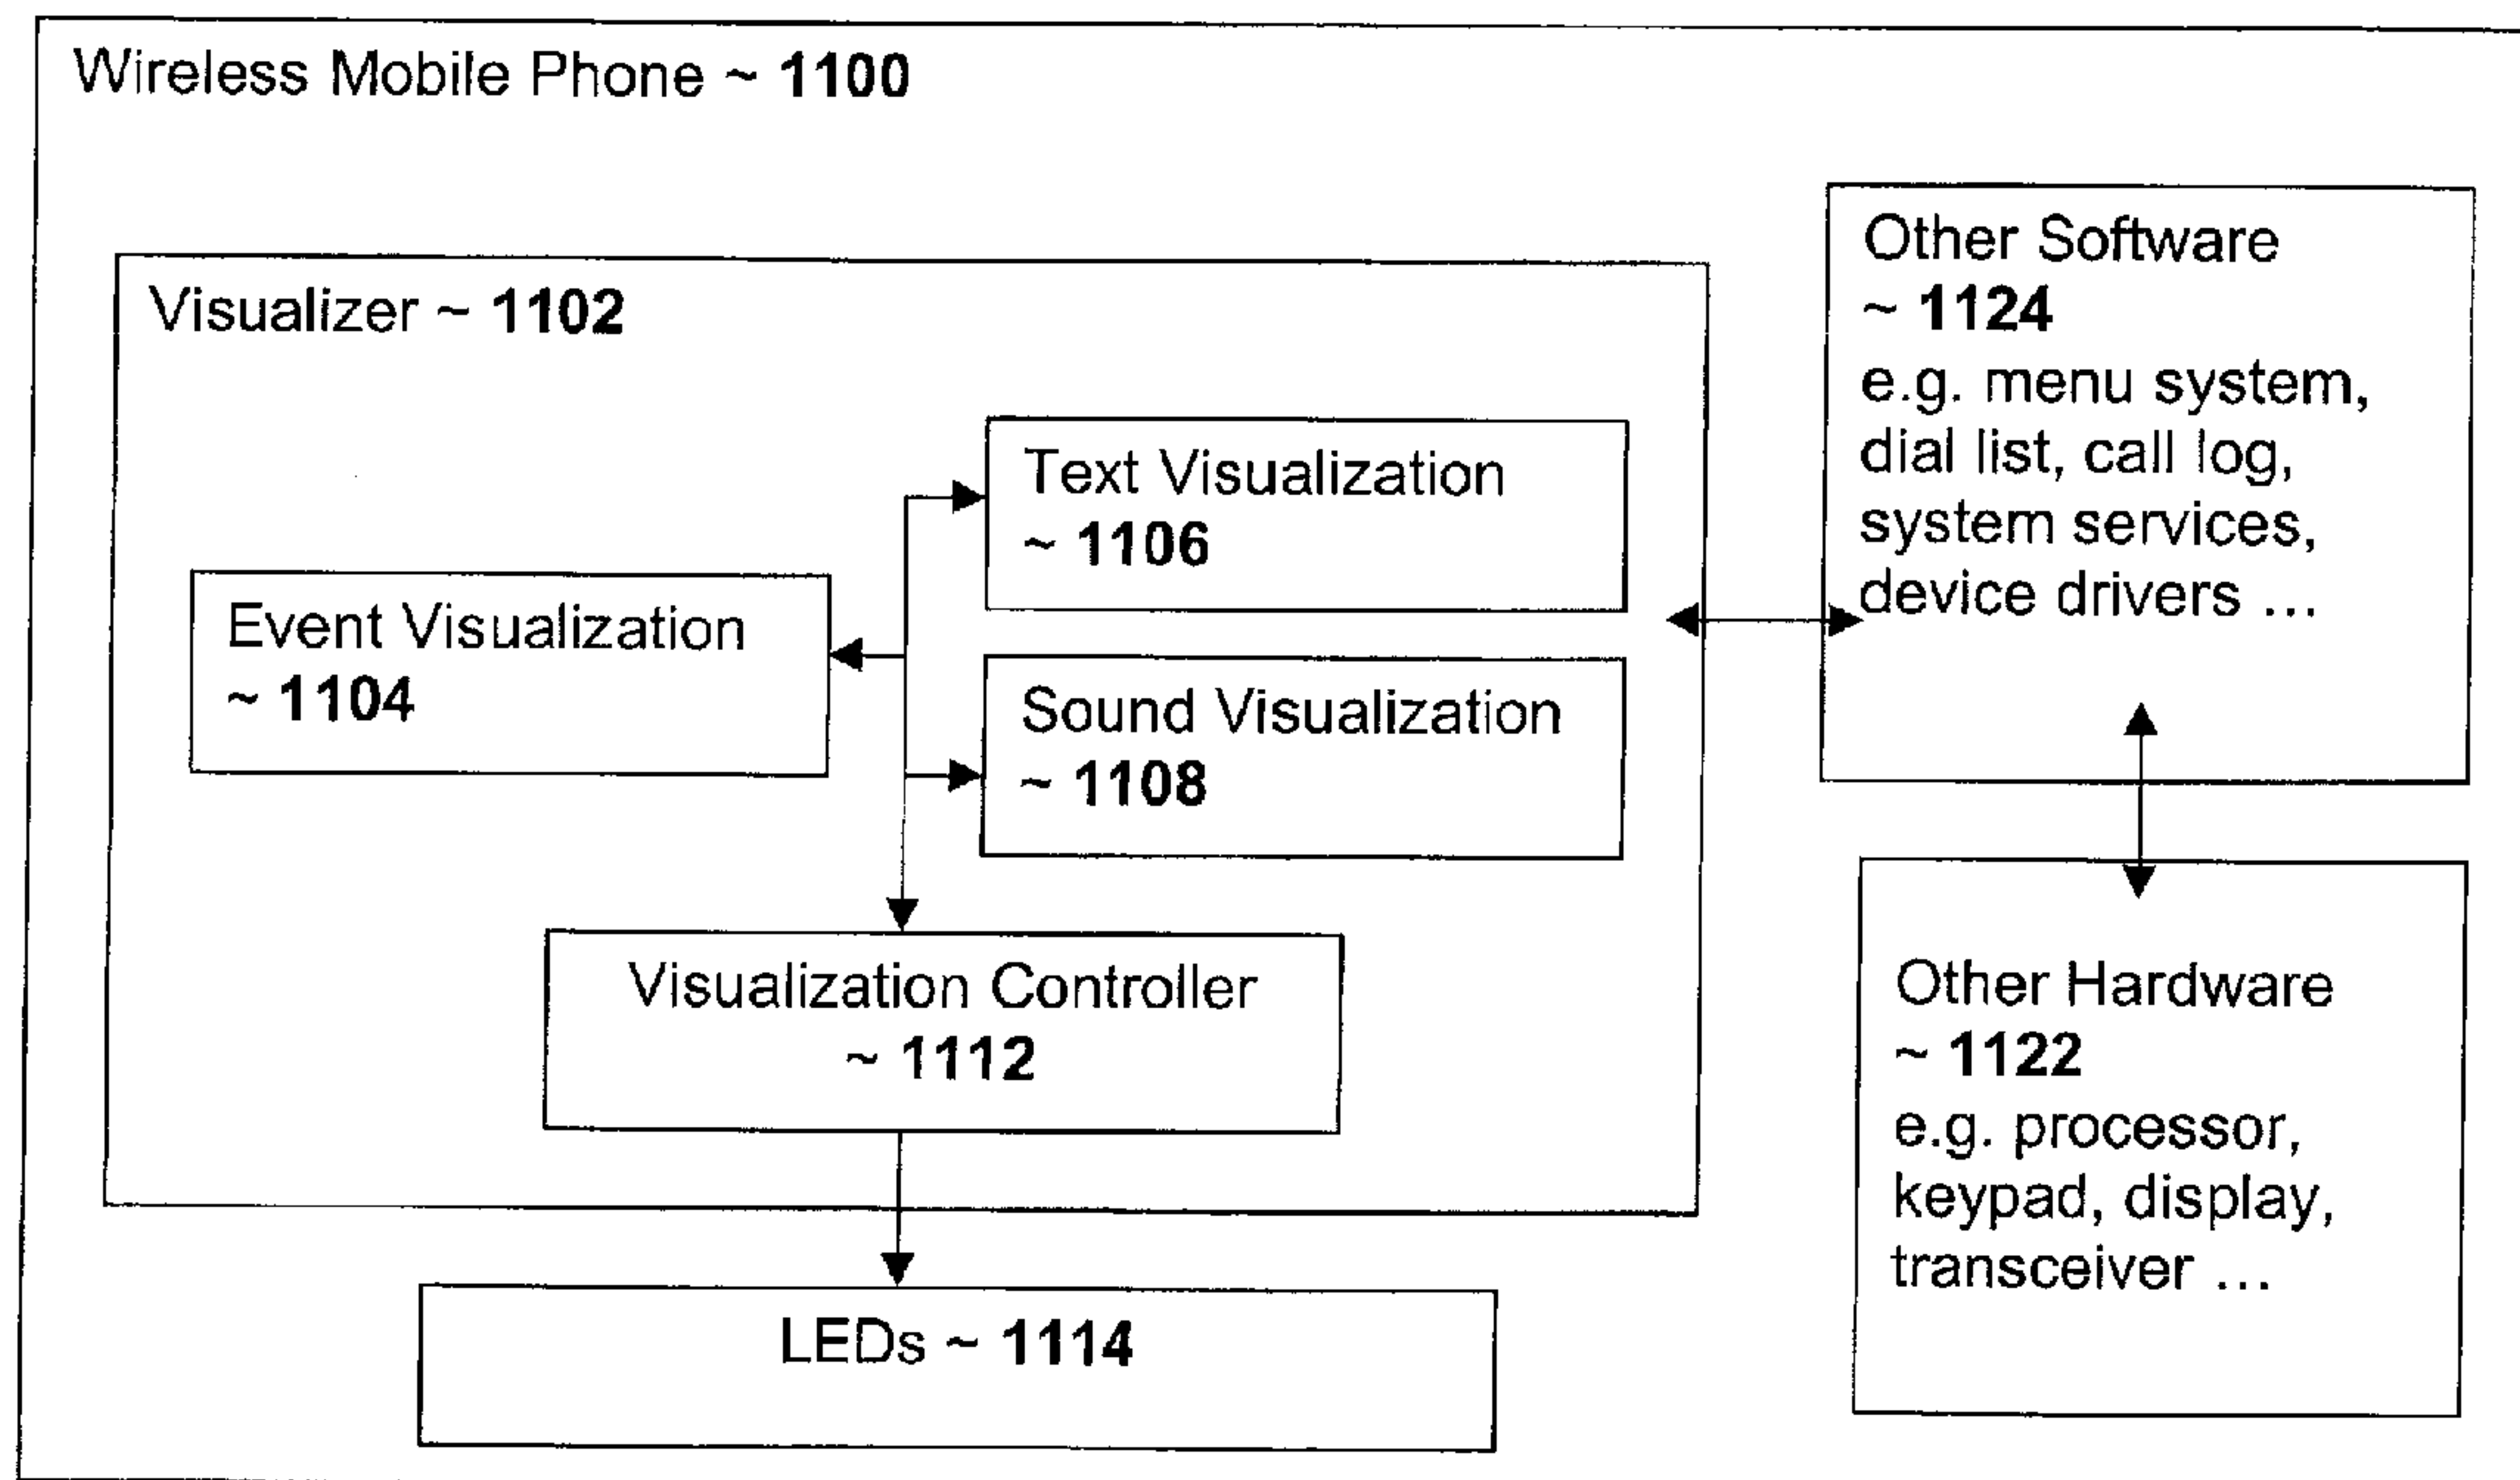 Wireless Mobile Phone ~ 1100
Visualizer ~ 1102
Text Visualization
~ 1106
Event Visualization
~ 1104
Sound Visualization
~ 1108
Visualization Controller
~ 1112
LEDs ~ 1114
Other Software
~ 1124
e.g. menu system,
dial list, call log,
system services,
device drivers ...
Other Hardware
~ 1122
e.g. processor,
keypad, display,
transceiver ...